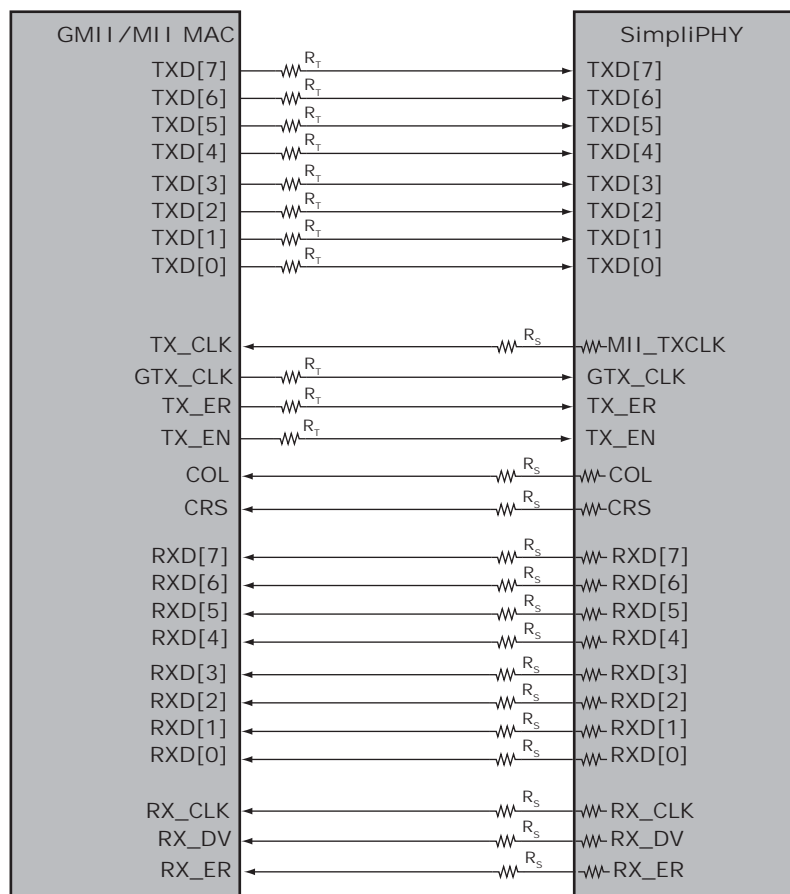 GMII/MII MAC SimpliPHY
TXD[7] R_T TXD[7]
TXD[6] R_T TXD[6]
TXD[5] R_T TXD[5]
TXD[4] R_T TXD[4]
TXD[3] R_T TXD[3]
TXD[2] R_T TXD[2]
TXD[1] R_T TXD[1]
TXD[0] R_T TXD[0]
TX_CLK R_S MII_TXCLK
GTX_CLK R_T GTX_CLK
TX_ER R_T TX_ER
TX_EN R_T TX_EN
COL R_S COL
CRS R_S CRS
RXD[7] R_S RXD[7]
RXD[6] R_S RXD[6]
RXD[5] R_S RXD[5]
RXD[4] R_S RXD[4]
RXD[3] R_S RXD[3]
RXD[2] R_S RXD[2]
RXD[1] R_S RXD[1]
RXD[0] R_S RXD[0]
RX_CLK R_S RX_CLK
RX_DV R_S RX_DV
RX_ER R_S RX_ER